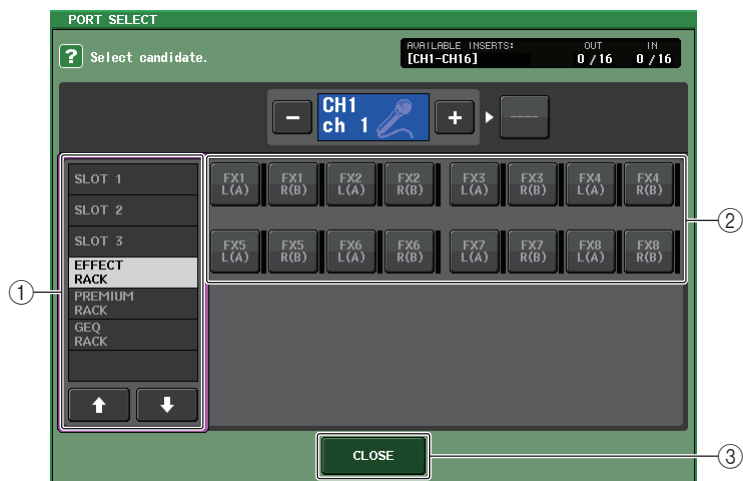 PORT SELECT
? Select candidate.
AVAILABLE INSERTS: OUT IN
[CH1-CH16] 0 /16 0 /16
− CH1 +
ch 1
----
SLOT 1
SLOT 2
SLOT 3
EFFECT
RACK
PREMIUM
RACK
GEQ
RACK
FX1 FX1 FX2 FX2 FX3 FX3 FX4 FX4
L(A) R(B) L(A) R(B) L(A) R(B) L(A) R(B)
FX5 FX5 FX6 FX6 FX7 FX7 FX8 FX8
L(A) R(B) L(A) R(B) L(A) R(B) L(A) R(B)
CLOSE
1
2
3